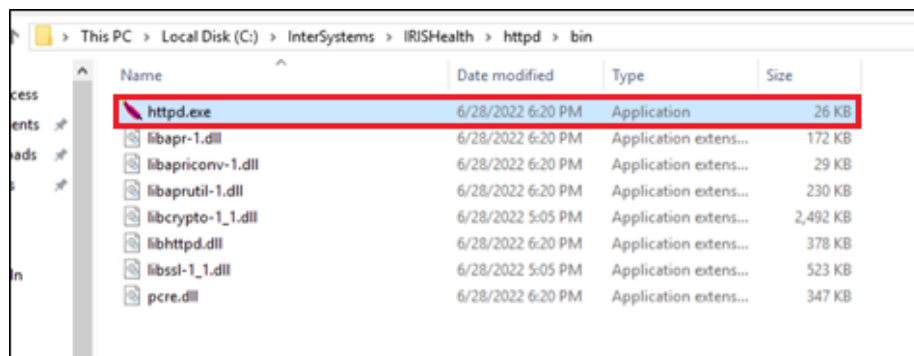 > This PC > Local Disk (C:) > InterSystems > IRISHealth > httpd > bin
Name Date modified Type Size
cess
httpd.exe 6/28/2022 6:20 PM Application 26 KB
ents
libapr-1.dll 6/28/2022 6:20 PM Application extens... 172 KB
ads
libapriconv-1.dll 6/28/2022 6:20 PM Application extens... 29 KB
s
libaprutil-1.dll 6/28/2022 6:20 PM Application extens... 230 KB
libcrypto-1_1.dll 6/28/2022 5:05 PM Application extens... 2,492 KB
libhttpd.dll 6/28/2022 6:20 PM Application extens... 378 KB
In
libssl-1_1.dll 6/28/2022 5:05 PM Application extens... 523 KB
pcre.dll 6/28/2022 6:20 PM Application extens... 347 KB